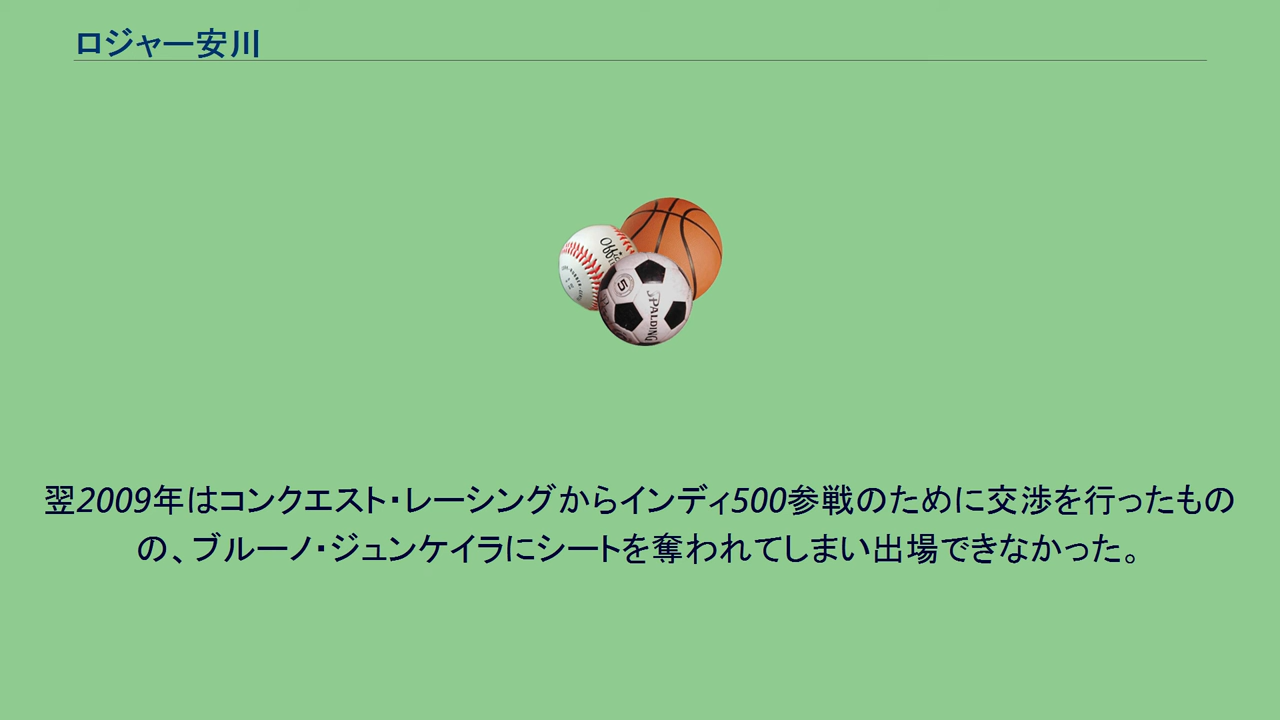 ロジャー安川
Offic
5
SPALDING
翌2009年はコンクエスト・レーシングからインディ500参戦のために交渉を行ったもの
の、ブルーノ・ジュンケイラにシートを奪われてしまい出場できなかった。